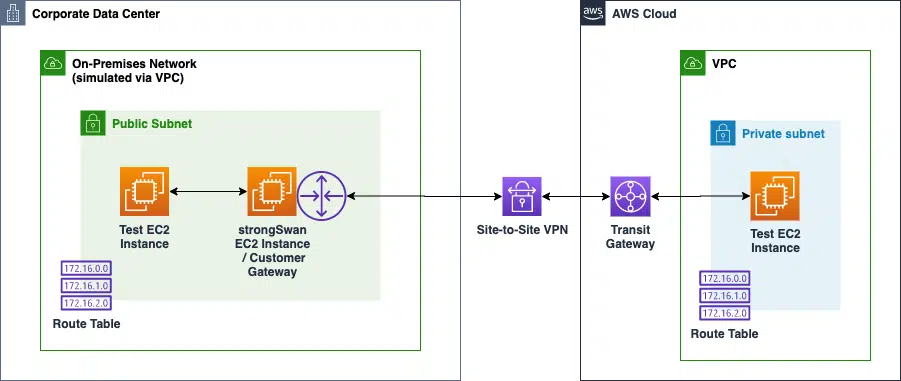 Corporate Data Center
On-Premises Network
(simulated via VPC)
Public Subnet
Test EC2
Instance
strongSwan
EC2 Instance
/ Customer
Gateway
172.16.0.0
172.16.1.0
172.16.2.0
Route Table
Site-to-Site VPN
aws
AWS Cloud
Transit
Gateway
VPC
Private subnet
Test EC2
Instance
172.16.0.0
172.16.1.0
172.16.2.0
Route Table